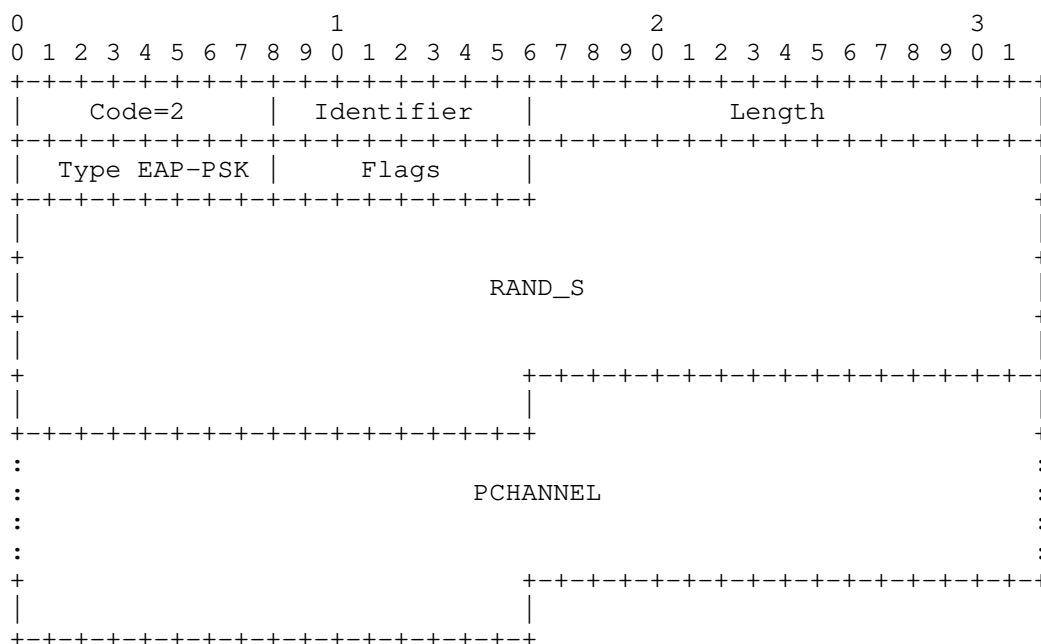 0                   1                   2                   3
0 1 2 3 4 5 6 7 8 9 0 1 2 3 4 5 6 7 8 9 0 1 2 3 4 5 6 7 8 9 0 1
+-+-+-+-+-+-+-+-+-+-+-+-+-+-+-+-+-+-+-+-+-+-+-+-+-+-+-+-+-+-+-+-+
|    Code=2     |  Identifier   |            Length             |
+-+-+-+-+-+-+-+-+-+-+-+-+-+-+-+-+-+-+-+-+-+-+-+-+-+-+-+-+-+-+-+-+
|  Type EAP-PSK |     Flags     |                               |
+-+-+-+-+-+-+-+-+-+-+-+-+-+-+-+-+                               +
|                                                               |
+                                                               +
|                             RAND_S                            |
+                                                               +
|                                                               |
+                               +-+-+-+-+-+-+-+-+-+-+-+-+-+-+-+-+
|                               |                               |
+-+-+-+-+-+-+-+-+-+-+-+-+-+-+-+-+                               +
:                                                               :
:                            PCHANNEL                           :
:                                                               :
:                                                               :
+                               +-+-+-+-+-+-+-+-+-+-+-+-+-+-+-+-+
|                               |
+-+-+-+-+-+-+-+-+-+-+-+-+-+-+-+-+